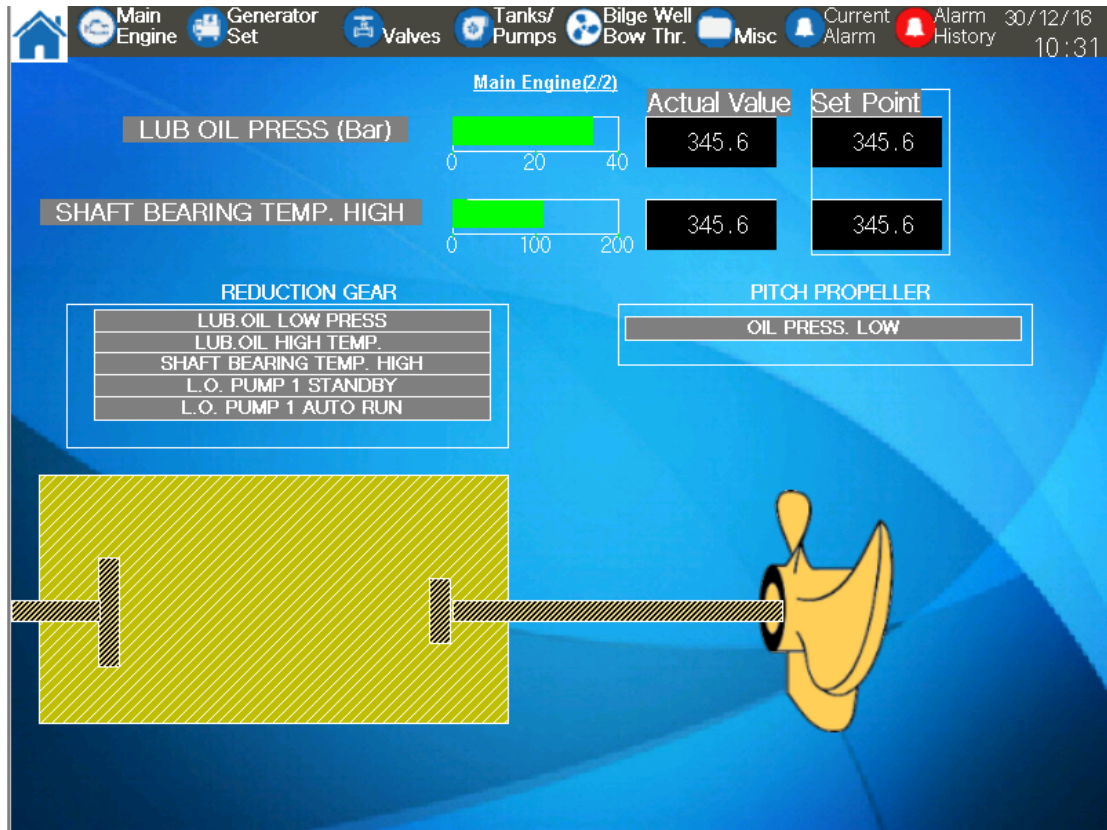 Main Engine
Generator Set
Valves
Tanks/ Pumps
Bilge Well Bow Thr.
Misc
Current Alarm
Alarm History
30/12/16
10:31
Main Engine(2/2)
Actual Value
Set Point
LUB OIL PRESS (Bar)
0 20 40
345.6
345.6
SHAFT BEARING TEMP. HIGH
0 100 200
345.6
345.6
REDUCTION GEAR
LUB.OIL LOW PRESS
LUB.OIL HIGH TEMP.
SHAFT BEARING TEMP. HIGH
L.O. PUMP 1 STANDBY
L.O. PUMP 1 AUTO RUN
PITCH PROPELLER
OIL PRESS. LOW